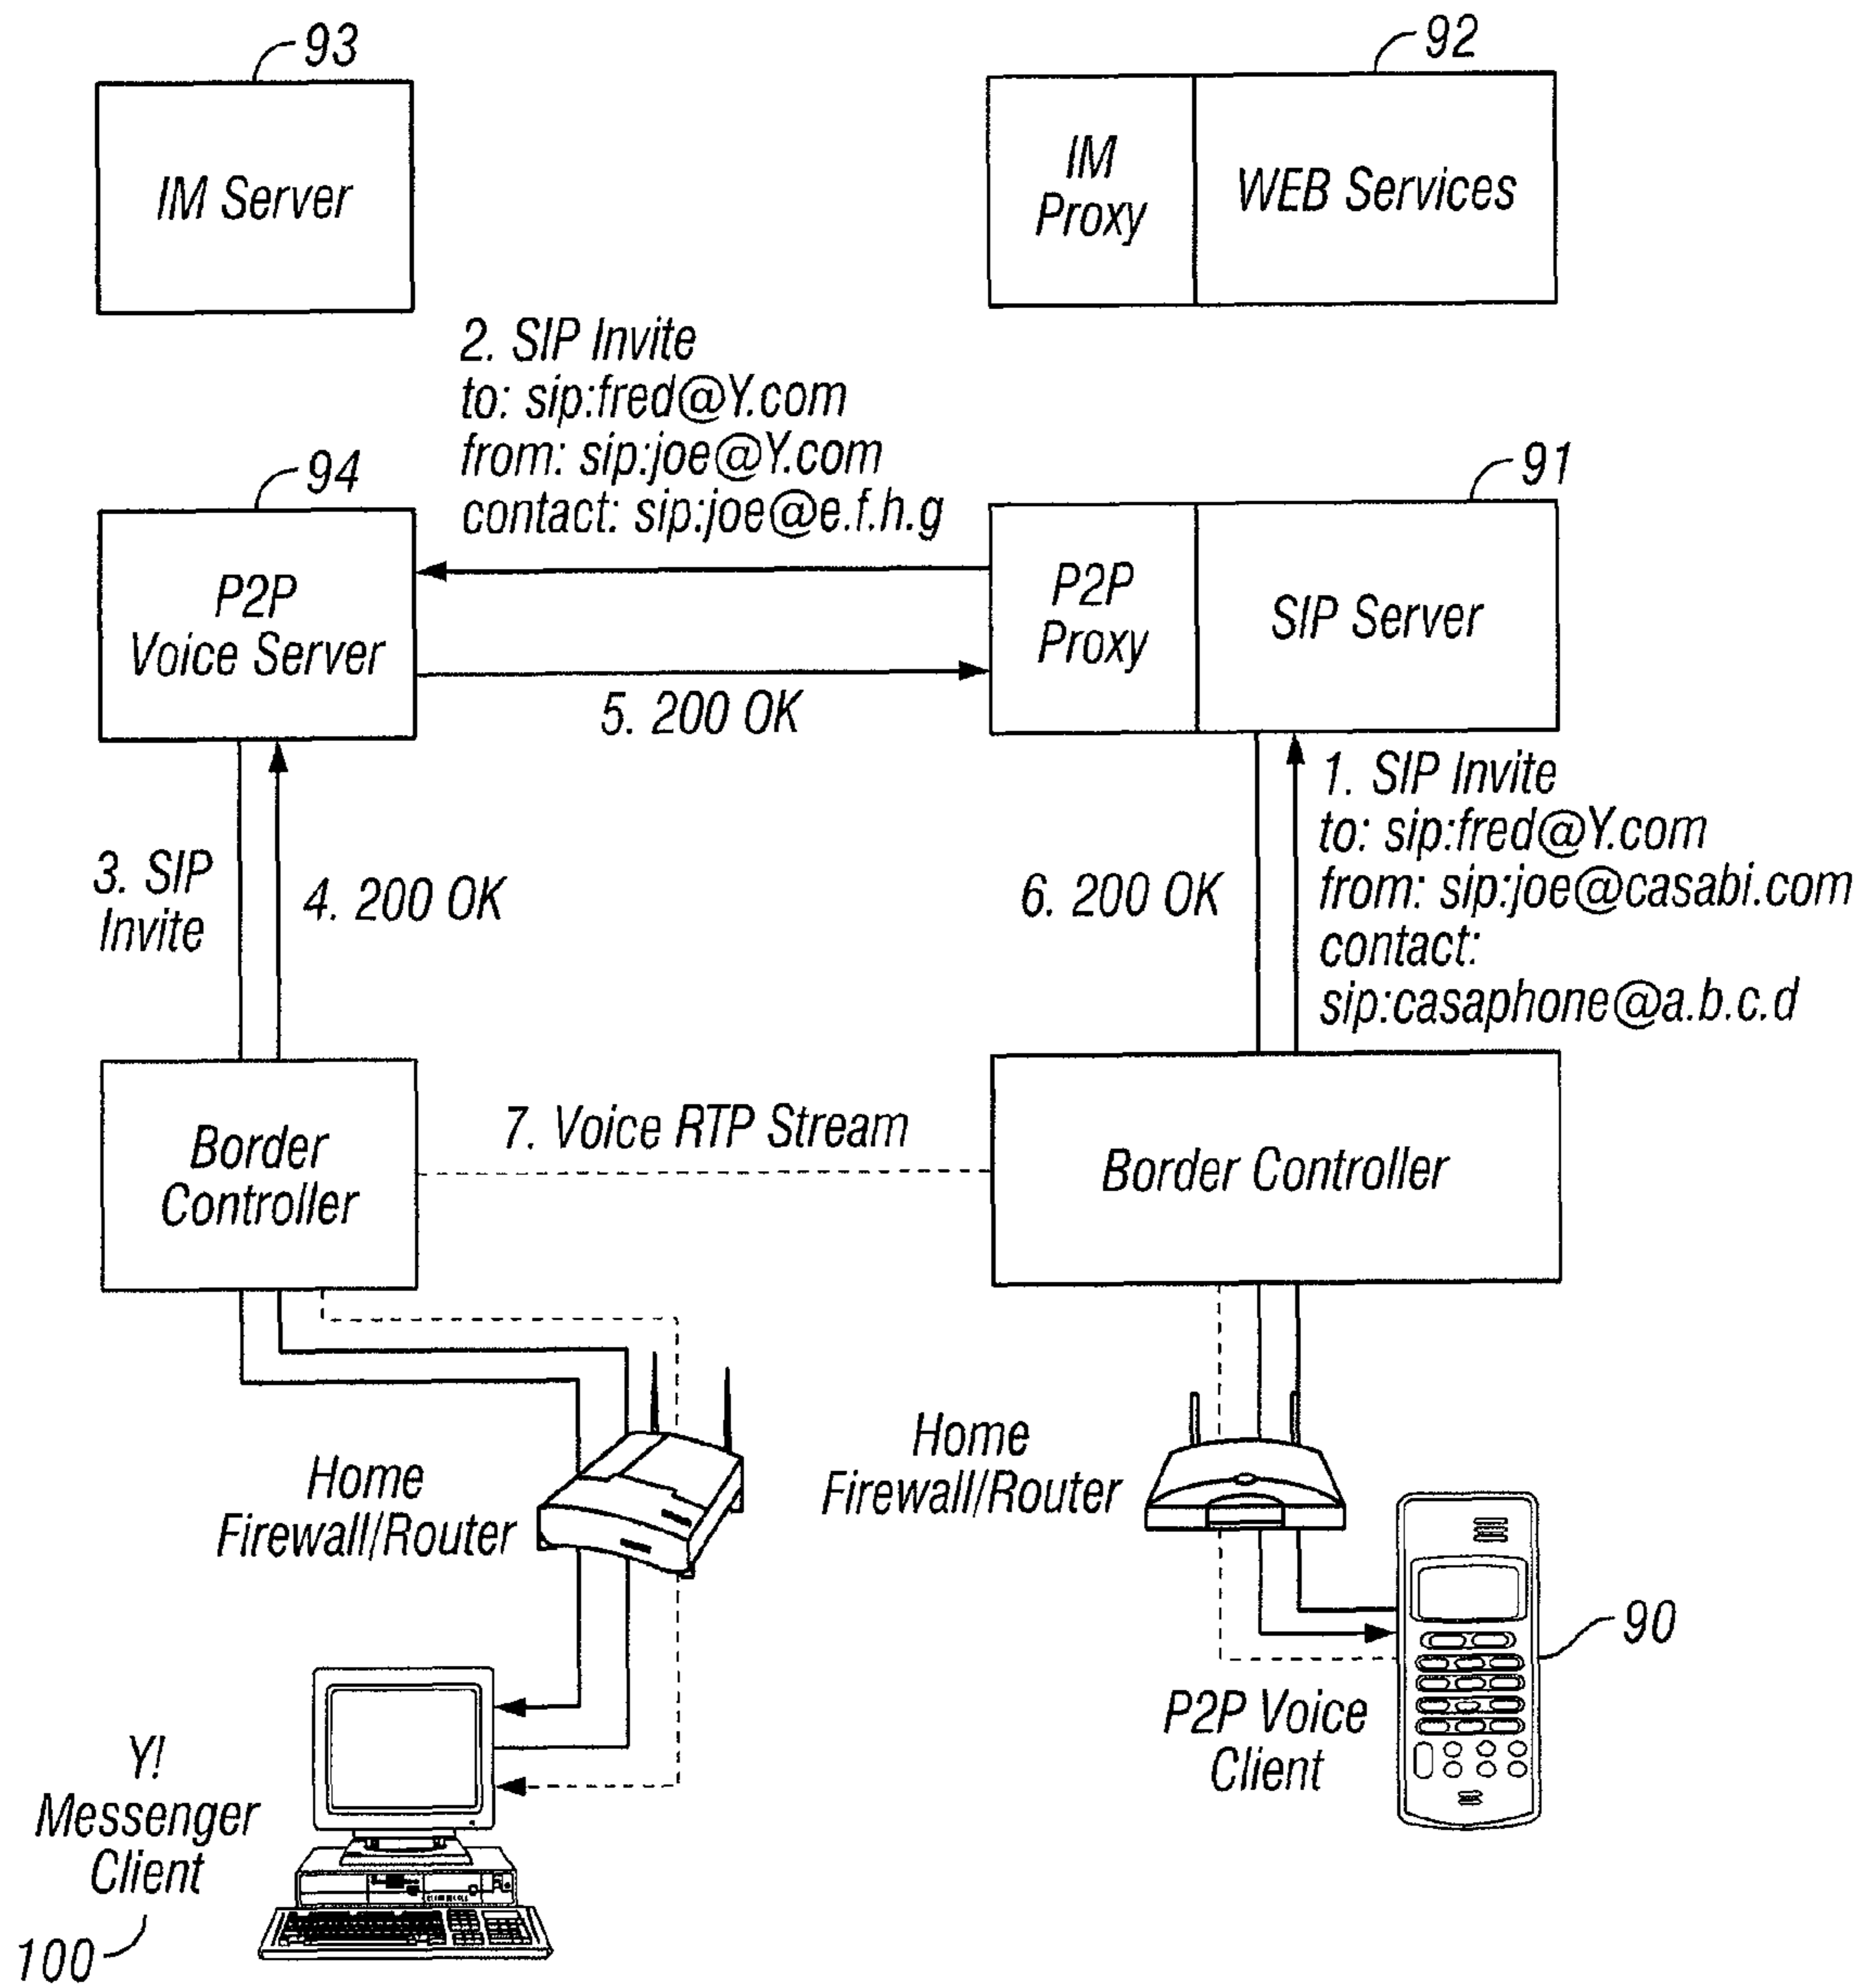 93
92
IM Server
IM
Proxy
WEB Services
2. SIP Invite
to: sip:fred@Y.com
from: sip:joe@Y.com
contact: sip:joe@e.f.h.g
94
91
P2P
Voice Server
P2P
Proxy
SIP Server
5. 200 OK
1. SIP Invite
to: sip:fred@Y.com
from: sip:joe@casabi.com
contact:
sip:casaphone@a.b.c.d
3. SIP
Invite
4. 200 OK
6. 200 OK
7. Voice RTP Stream
Border
Controller
Border Controller
Home
Firewall/Router
Home
Firewall/Router
90
P2P Voice
Client
Y!
Messenger
Client
100